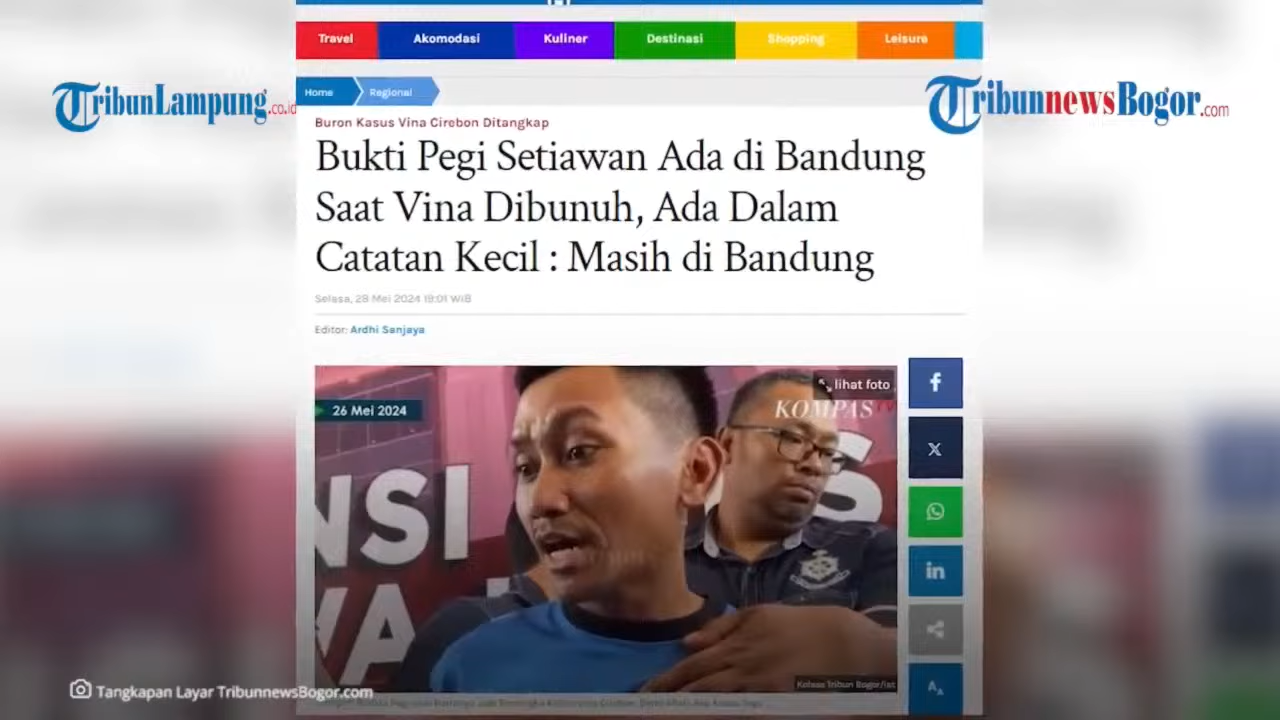 Travel
Akomodasi
Kuliner
Destinasi
Shopping
Leisure
TribunLampung.co.id
TribunnewsBogor.com
Home
Regional
Buron Kasus Vina Cirebon Ditangkap
Bukti Pegi Setiawan Ada di Bandung
Saat Vina Dibunuh, Ada Dalam
Catatan Kecil : Masih di Bandung
Selasa, 28 Mei 2024 19:01 WIB
Editor: Ardhi Sanjaya
lihat foto
KOMPASTV
26 Mei 2024
NSI
S
WA
Kolase Tribun Bogor/ist
Tangkapan Layar TribunnewsBogor.com